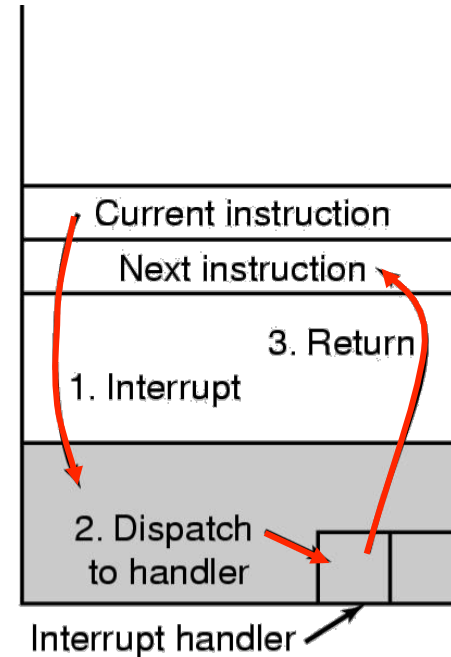 Current instruction
Next instruction
3. Return
1. Interrupt
2. Dispatch
to handler
Interrupt handler